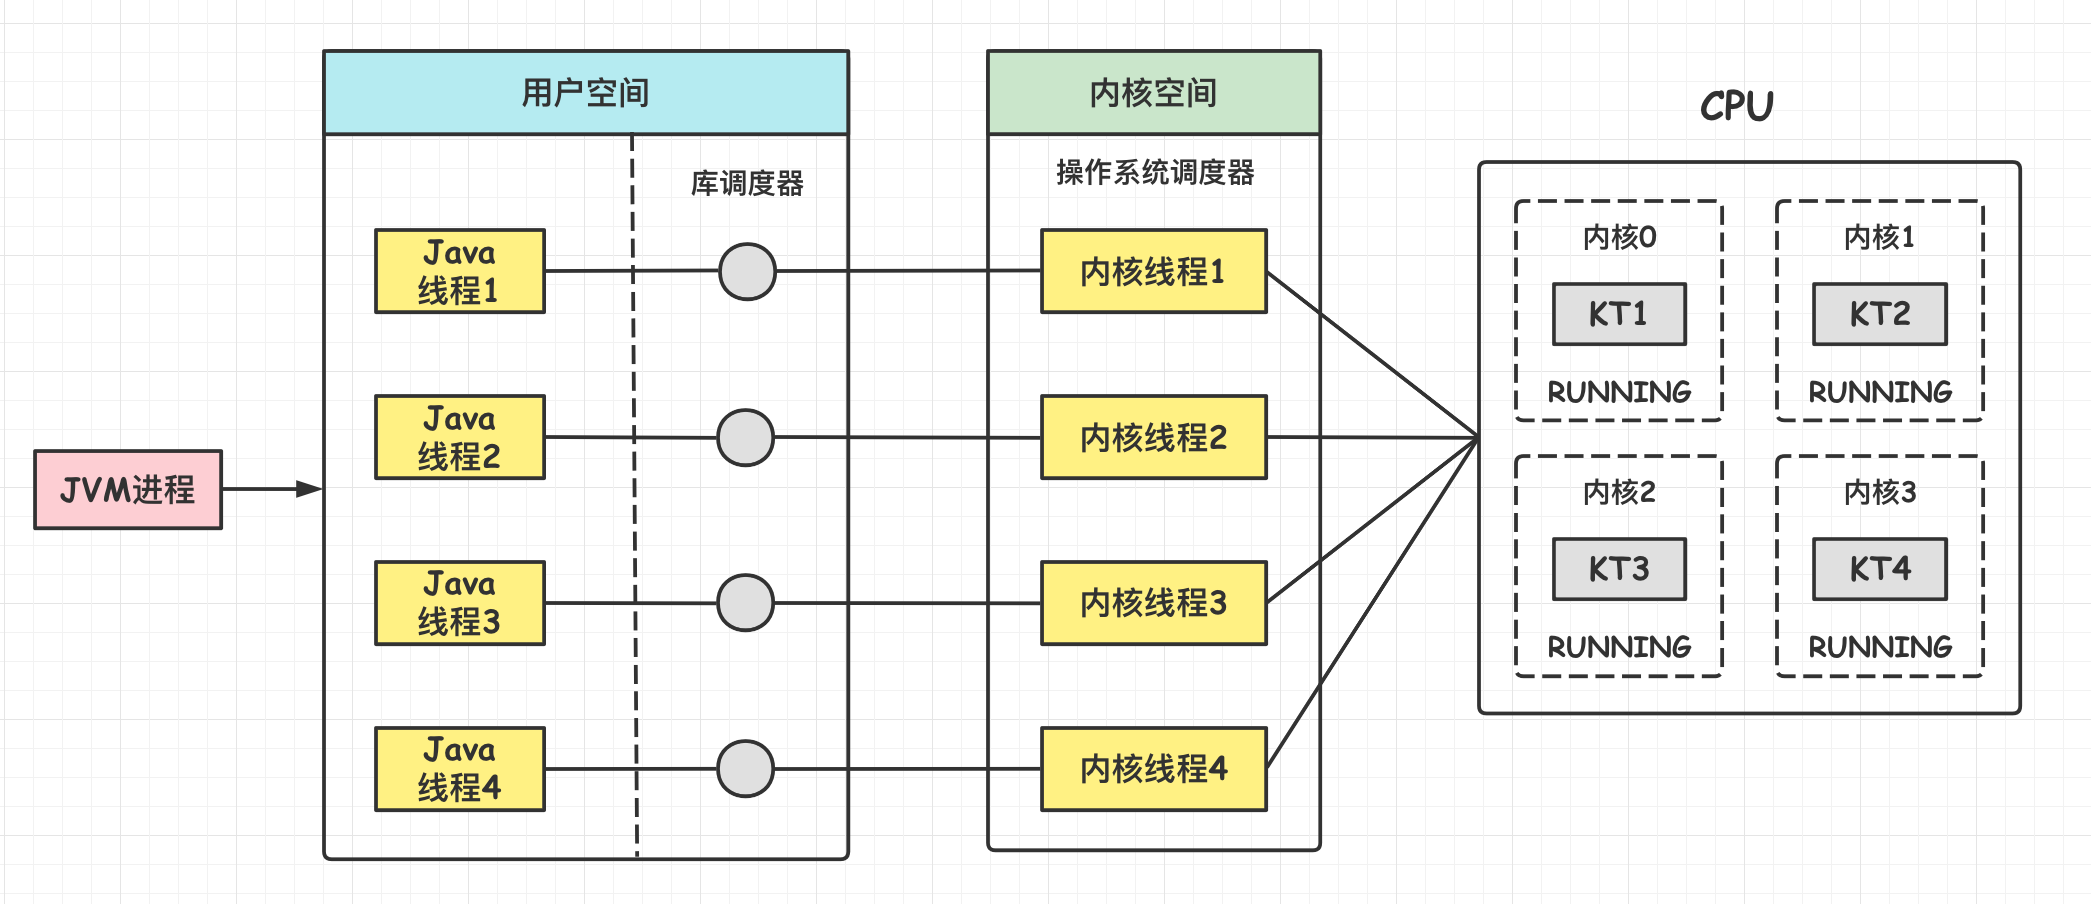 用户空间
内核空间
CPU
库调度器
操作系统调度器
JVM进程
Java
线程1
内核线程1
Java
线程2
内核线程2
Java
线程3
内核线程3
Java
线程4
内核线程4
内核0
KT1
RUNNING
内核1
KT2
RUNNING
内核2
KT3
RUNNING
内核3
KT4
RUNNING